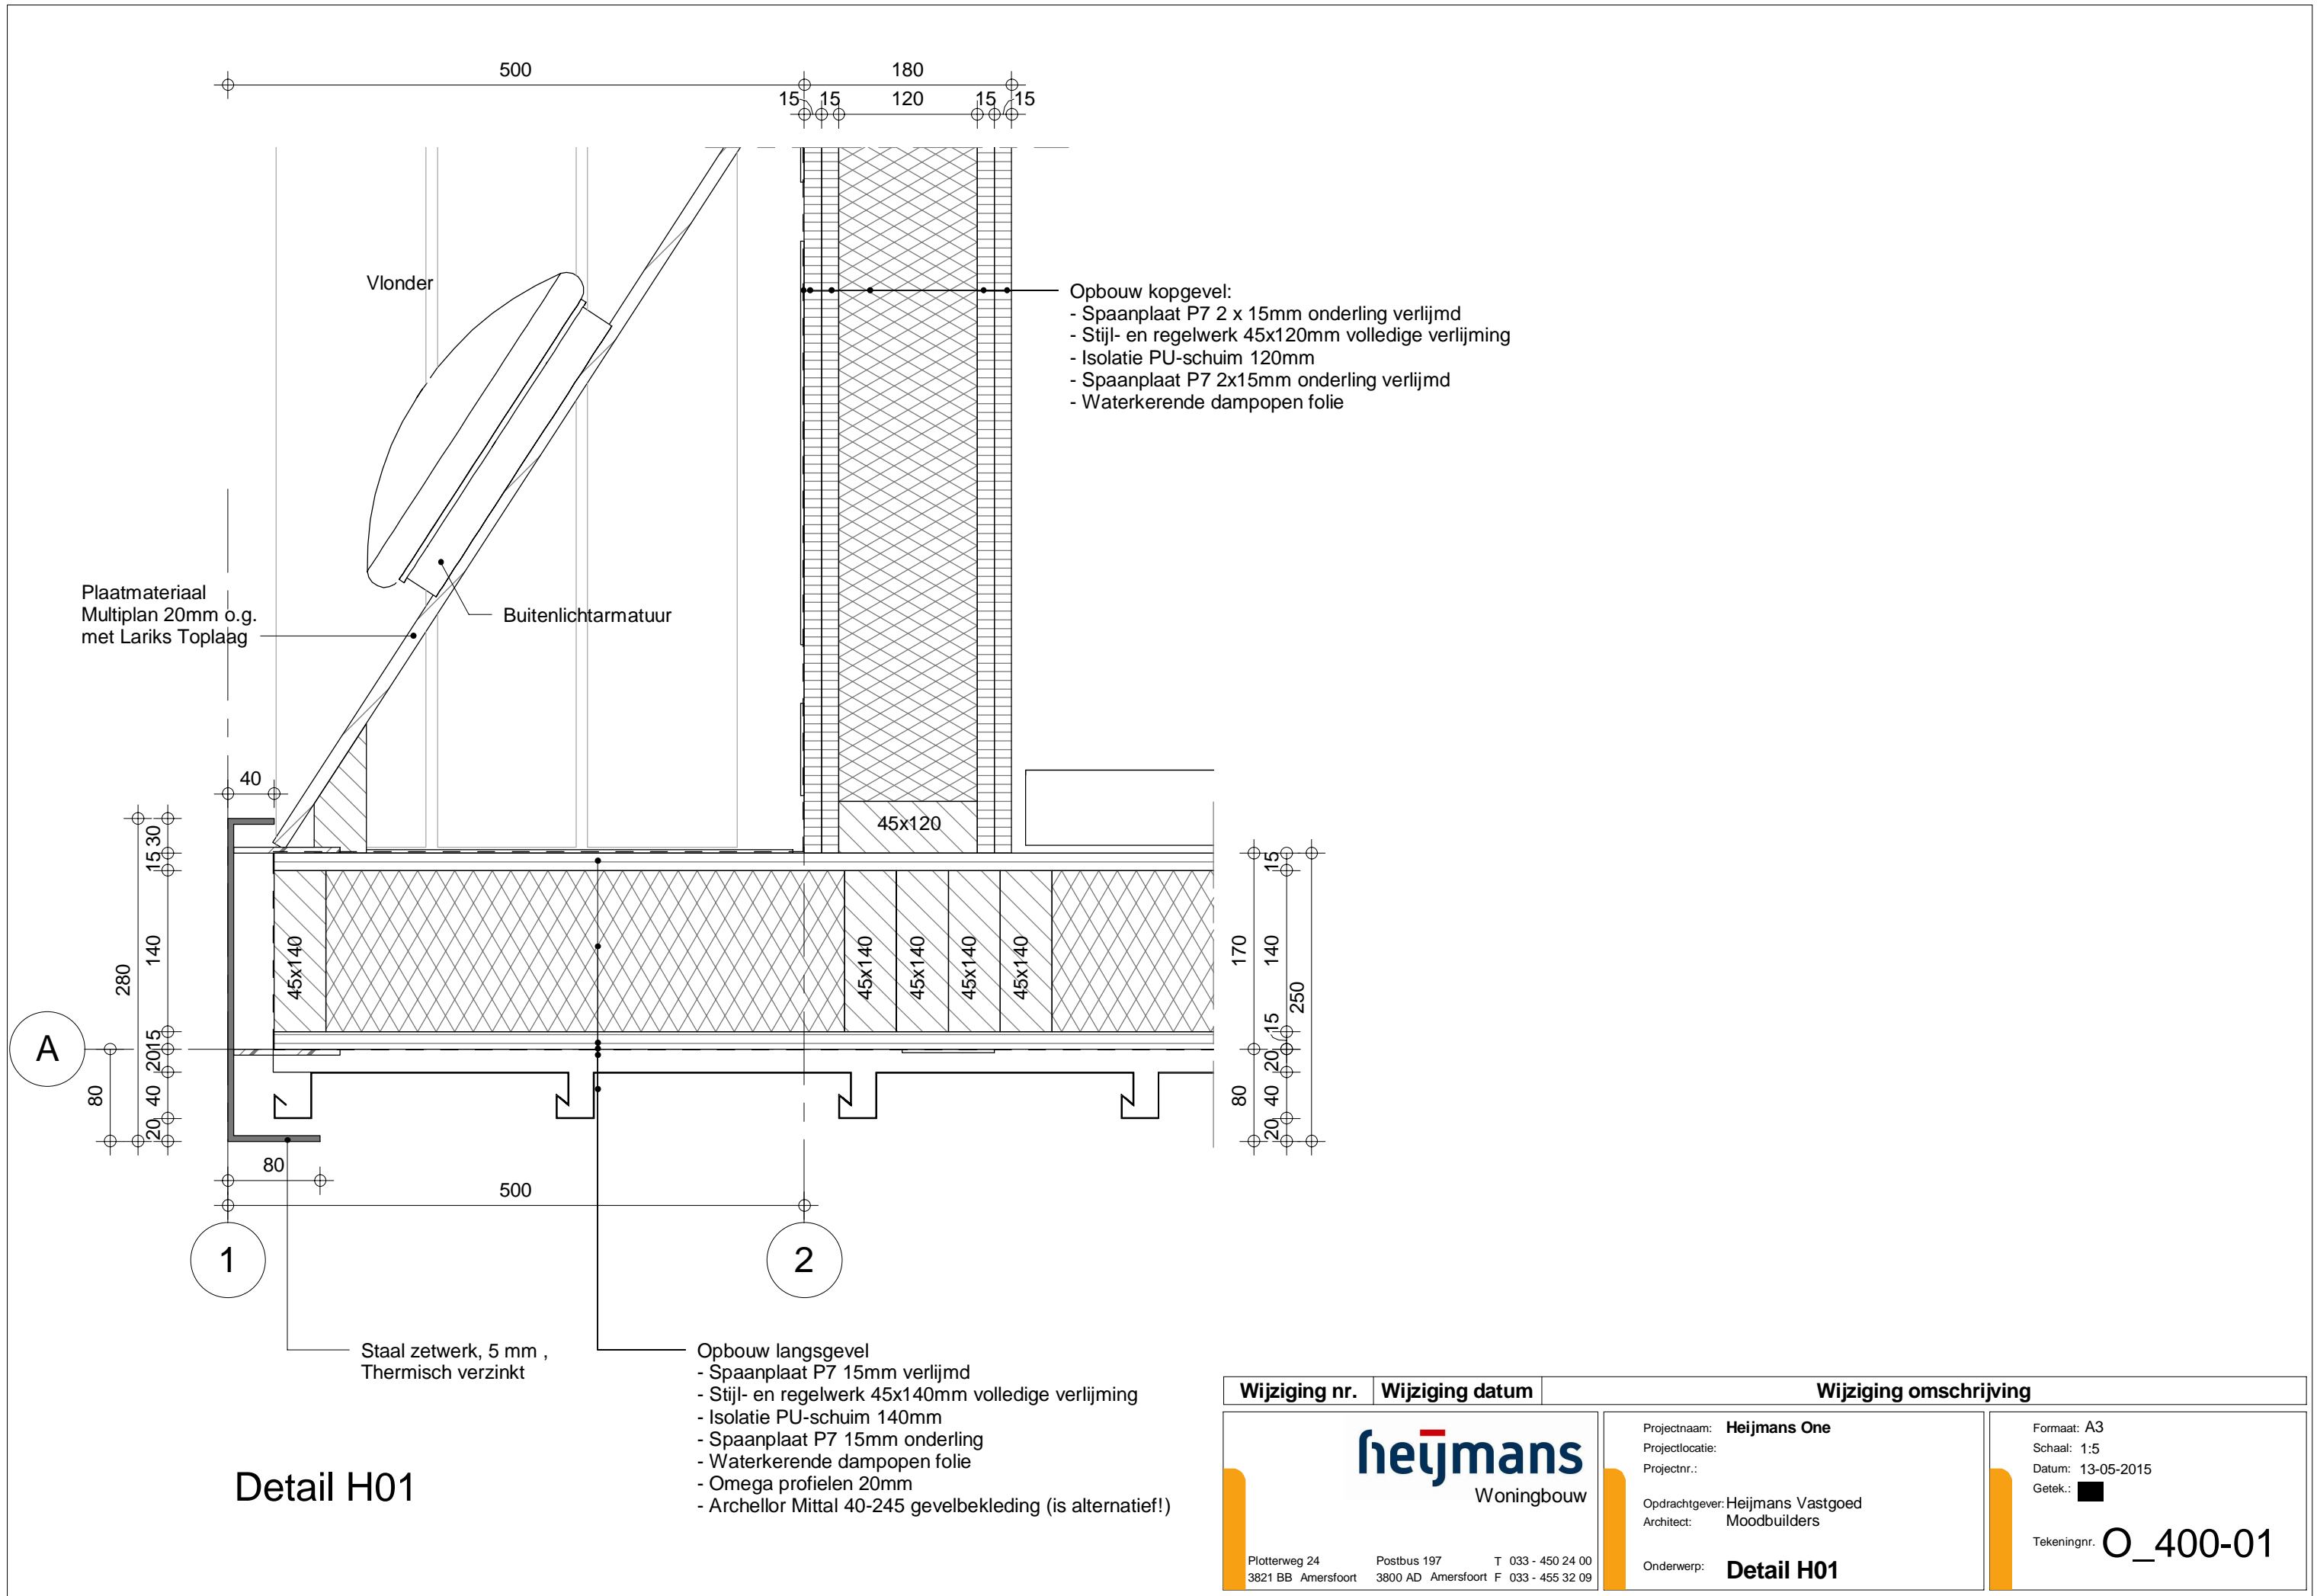 500
180
15
15
120
15
15
Vlonder
Opbouw kopgevel:
- Spaanplaat P7 2 x 15mm onderling verlijmd
- Stijl- en regelwerk 45x120mm volledige verlijming
- Isolatie PU-schuim 120mm
- Spaanplaat P7 2x15mm onderling verlijmd
- Waterkerende dampopen folie
Plaatmateriaal
Multiplan 20mm o.g.
met Lariks Toplaag
Buitenlichtarmatuur
40
45x120
30
15
140
280
15
20
40
20
80
A
45x140
45x140
45x140
45x140
45x140
15
170
140
250
15
20
80
40
20
80
500
1
2
Staal zetwerk, 5 mm ,
Thermisch verzinkt
Opbouw langsgevel
- Spaanplaat P7 15mm verlijmd
- Stijl- en regelwerk 45x140mm volledige verlijming
- Isolatie PU-schuim 140mm
- Spaanplaat P7 15mm onderling
- Waterkerende dampopen folie
- Omega profielen 20mm
- Archellor Mittal 40-245 gevelbekleding (is alternatief!)
Detail H01
Wijziging nr. Wijziging datum Wijziging omschrijving
heijmans
Woningbouw
Plotterweg 24 Postbus 197 T 033 - 450 24 00
3821 BB Amersfoort 3800 AD Amersfoort F 033 - 455 32 09
Projectnaam: Heijmans One
Projectlocatie:
Projectnr.:
Opdrachtgever: Heijmans Vastgoed
Architect: Moodbuilders
Onderwerp: Detail H01
Formaat: A3
Schaal: 1:5
Datum: 13-05-2015
Getek.:
Tekeningnr. O_400-01